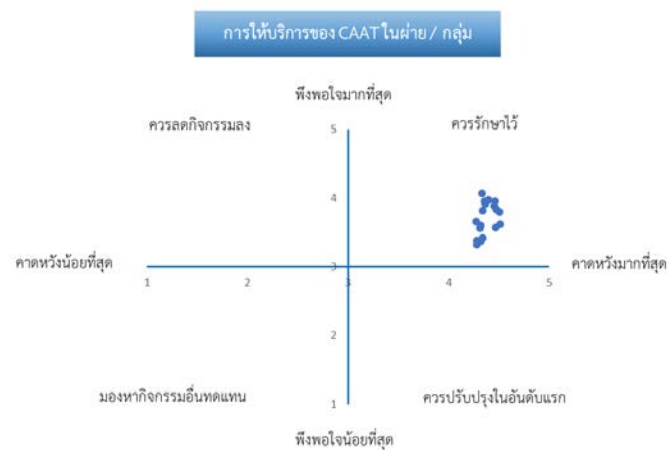 การให้บริการของ CAAT ในฝ่าย / กลุ่ม
พึงพอใจมากที่สุด
ควรลดกิจกรรมลง
5
ควรรักษาไว้
4
คาดหวังน้อยที่สุด
3
คาดหวังมากที่สุด
1
2
3
4
5
2
มองหากิจกรรมอื่นทดแทน
1
ควรปรับปรุงในอันดับแรก
พึงพอใจน้อยที่สุด